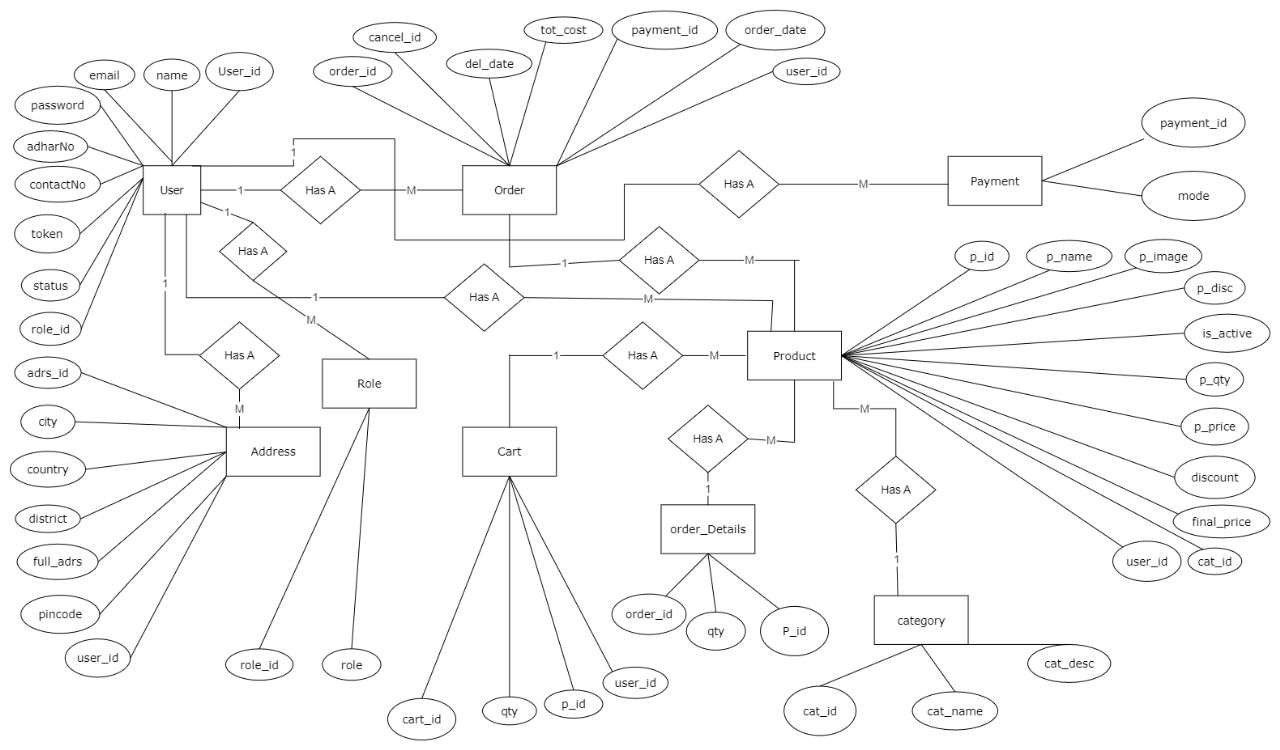 tot_cost
payment_id
order_date
cancel_id
order_id
del_date
user_id
email
name
User_id
password
adharNo
contactNo
token
status
role_id
User
1
1
Has A
M
Order
Has A
M
Payment
payment_id
mode
1
Has A
1
Has A
M
1
Has A
M
M
1
Has A
M
p_id
p_name
p_image
p_disc
is_active
p_qty
p_price
discount
final_price
cat_id
user_id
Product
1
Has A
M
Role
role_id
role
adrs_id
city
country
district
full_adrs
pincode
user_id
Address
Cart
cart_id
qty
p_id
user_id
Has A
M
1
order_Details
order_id
qty
P_id
M
Has A
1
category
cat_id
cat_name
cat_desc